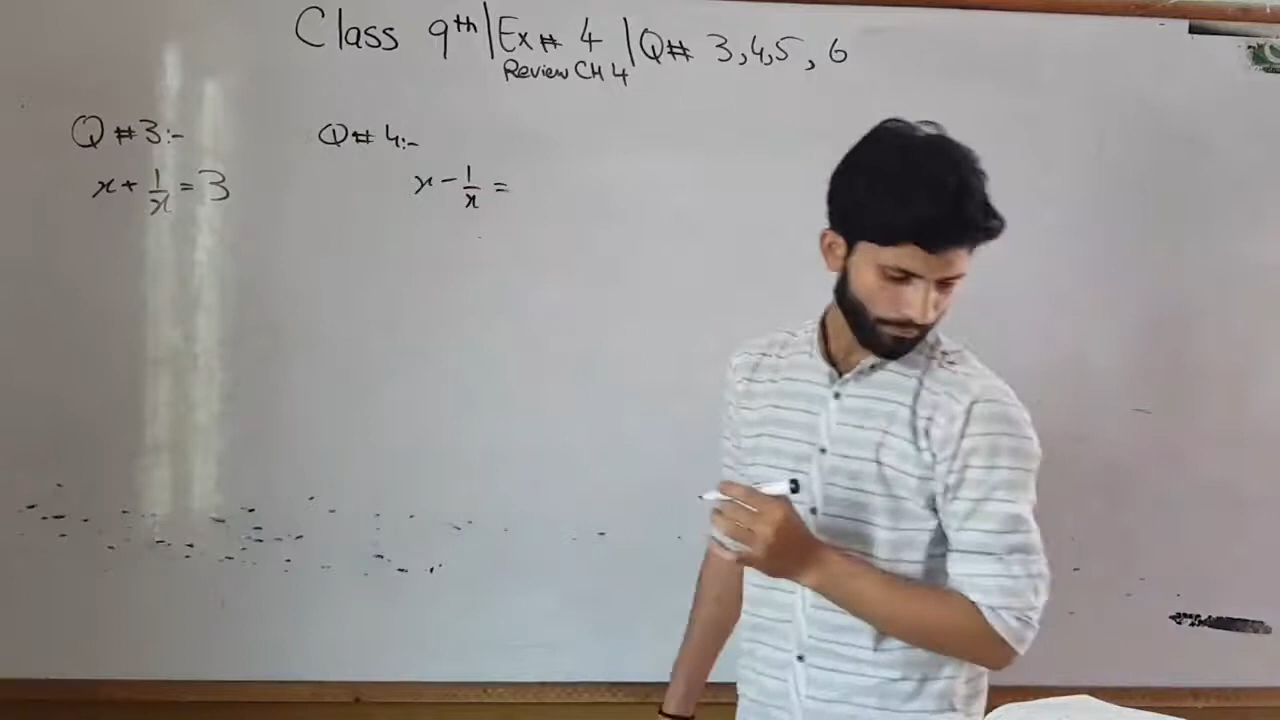 Class 9th | Ex # 4 | Q# 3,4,5,6
Review CH 4
Q # 3:-
x + 1/x = 3
Q # 4:-
x - 1/x =